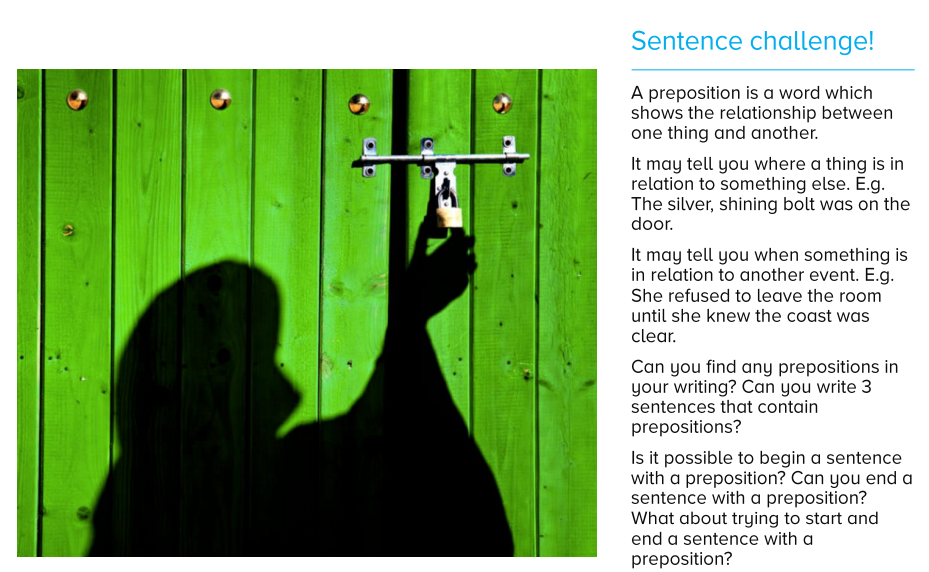 Sentence challenge!
A preposition is a word which
shows the relationship between
one thing and another.
It may tell you where a thing is in
relation to something else. E.g.
The silver, shining bolt was on the
door.
It may tell you when something is
in relation to another event. E.g.
She refused to leave the room
until she knew the coast was
clear.
Can you find any prepositions in
your writing? Can you write 3
sentences that contain
prepositions?
Is it possible to begin a sentence
with a preposition? Can you end a
sentence with a preposition?
What about trying to start and
end a sentence with a
preposition?